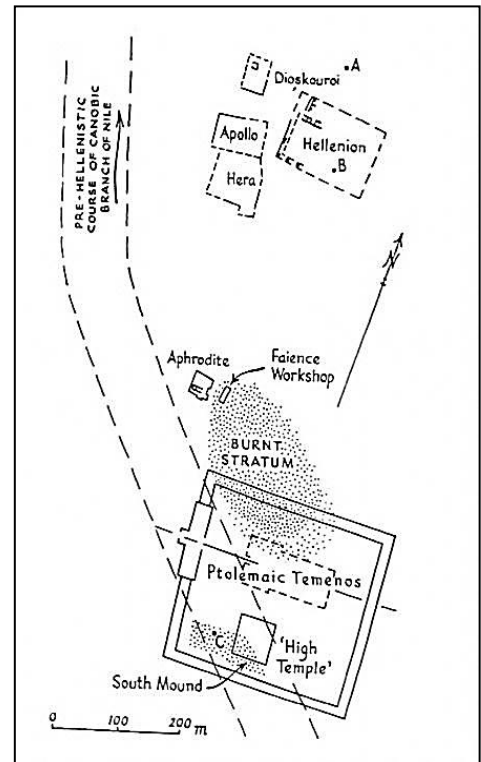 A
Dioskouroi
Apollo
Hellenion
B
Hera
PRE-HELLENISTIC
COURSE OF CANOBIC
BRANCH OF NILE
N
Aphrodite
Faience
Workshop
BURNT
STRATUM
Ptolemaic Temenos
C
'High
Temple'
South Mound
0 100 200 m